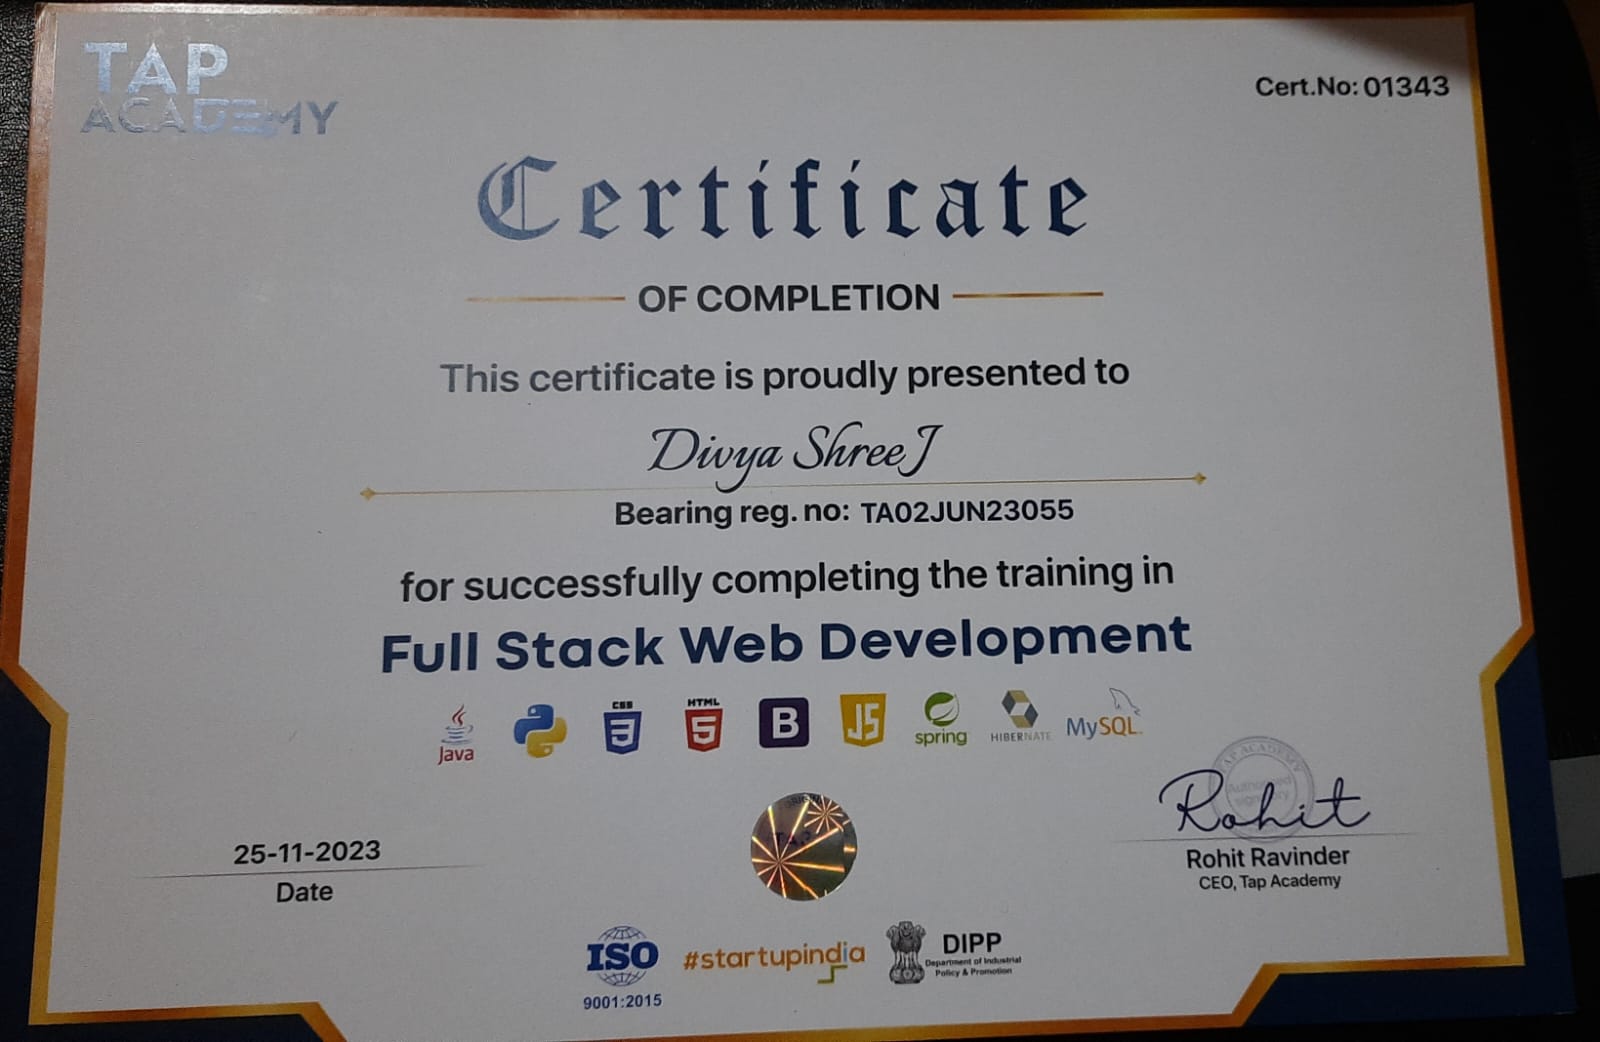 TAP
ACADEMY
Cert.No: 01343
Certificate
OF COMPLETION
This certificate is proudly presented to
Divya Shree J
Bearing reg. no: TA02JUN23055
for successfully completing the training in
Full Stack Web Development
Java
CSS
3
HTML
5
B
JS
spring
HIBERNATE
MySQL
TAP ACADEMY
Authorised
signatory
Rohit
25-11-2023
Date
Rohit Ravinder
CEO, Tap Academy
ISO
9001:2015
#startupindia
DIPP
Department of Industrial
Policy & Promotion